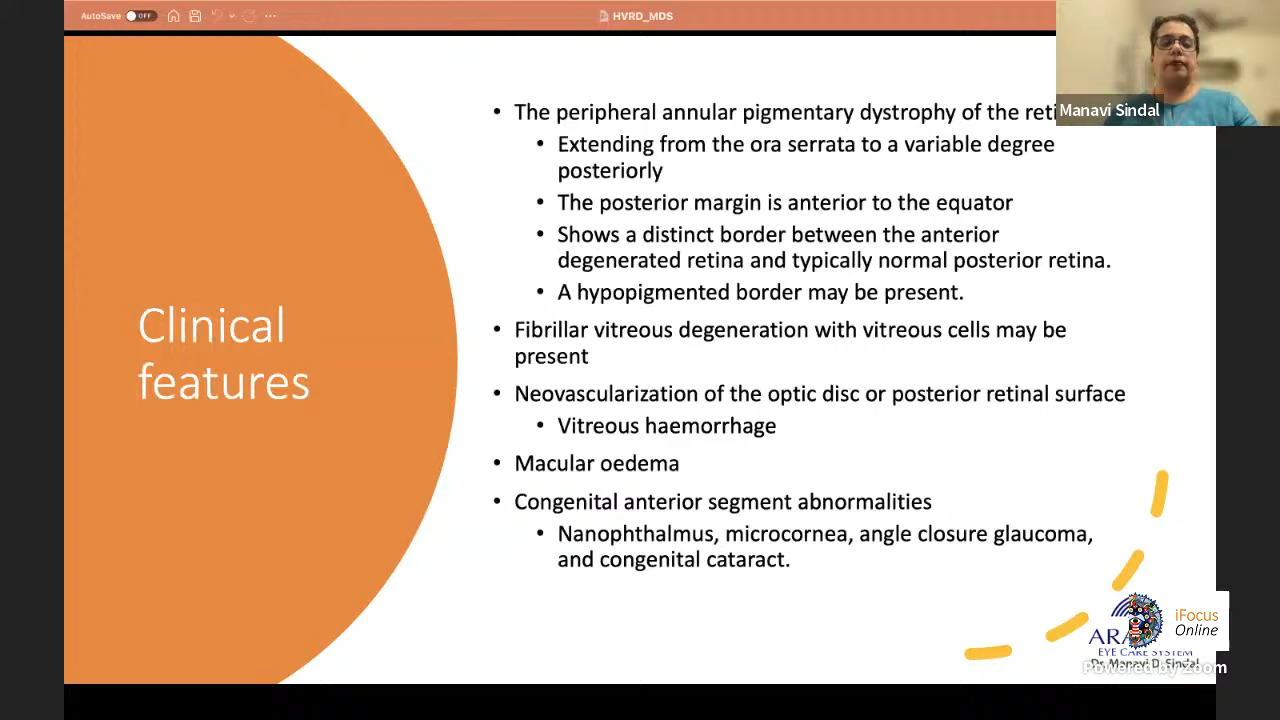 AutoSave OFF
HVRD_MDS
Manavi Sindal
Clinical
features
• The peripheral annular pigmentary dystrophy of the
• Extending from the ora serrata to a variable degree
posteriorly
• The posterior margin is anterior to the equator
• Shows a distinct border between the anterior
degenerated retina and typically normal posterior retina.
• A hypopigmented border may be present.
• Fibrillar vitreous degeneration with vitreous cells may be
present
• Neovascularization of the optic disc or posterior retinal surface
• Vitreous haemorrhage
• Macular oedema
• Congenital anterior segment abnormalities
• Nanophthalmus, microcornea, angle closure glaucoma,
and congenital cataract.
iFocus
Online
EYE CARE SYSTEM
Dr. Manavi D. Sindal
Powered by Zoom